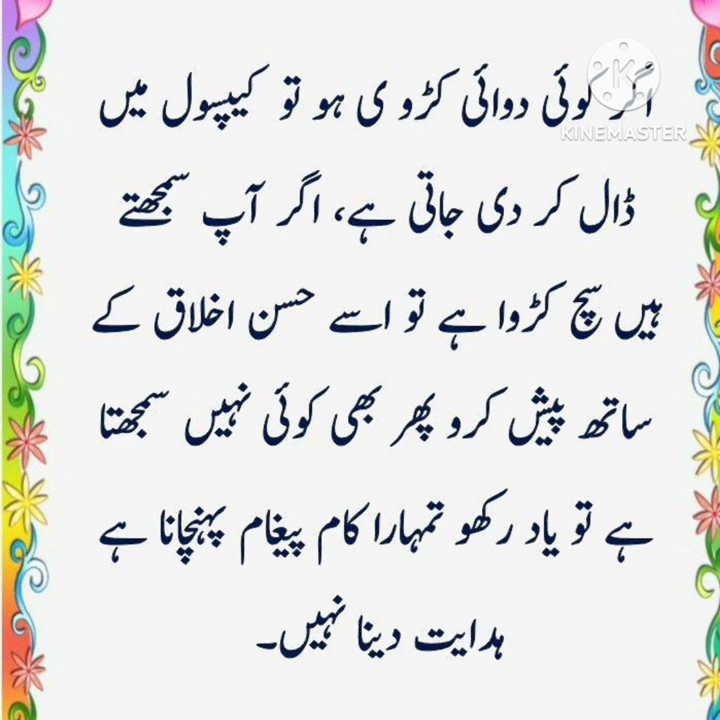 اگر کوئی دوائی کڑو ی ہو تو کیپسول میں
KINEMASTER
ڈال کر دی جاتی ہے، اگر آپ سمجھتے
ہیں سچ کڑوا ہے تو اسے حسن اخلاق کے
ساتھ پیش کرو پھر بھی کوئی نہیں سمجھتا
ہے تو یاد رکھو تمہارا کام پیغام پہنچانا ہے
ہدایت دینا نہیں۔